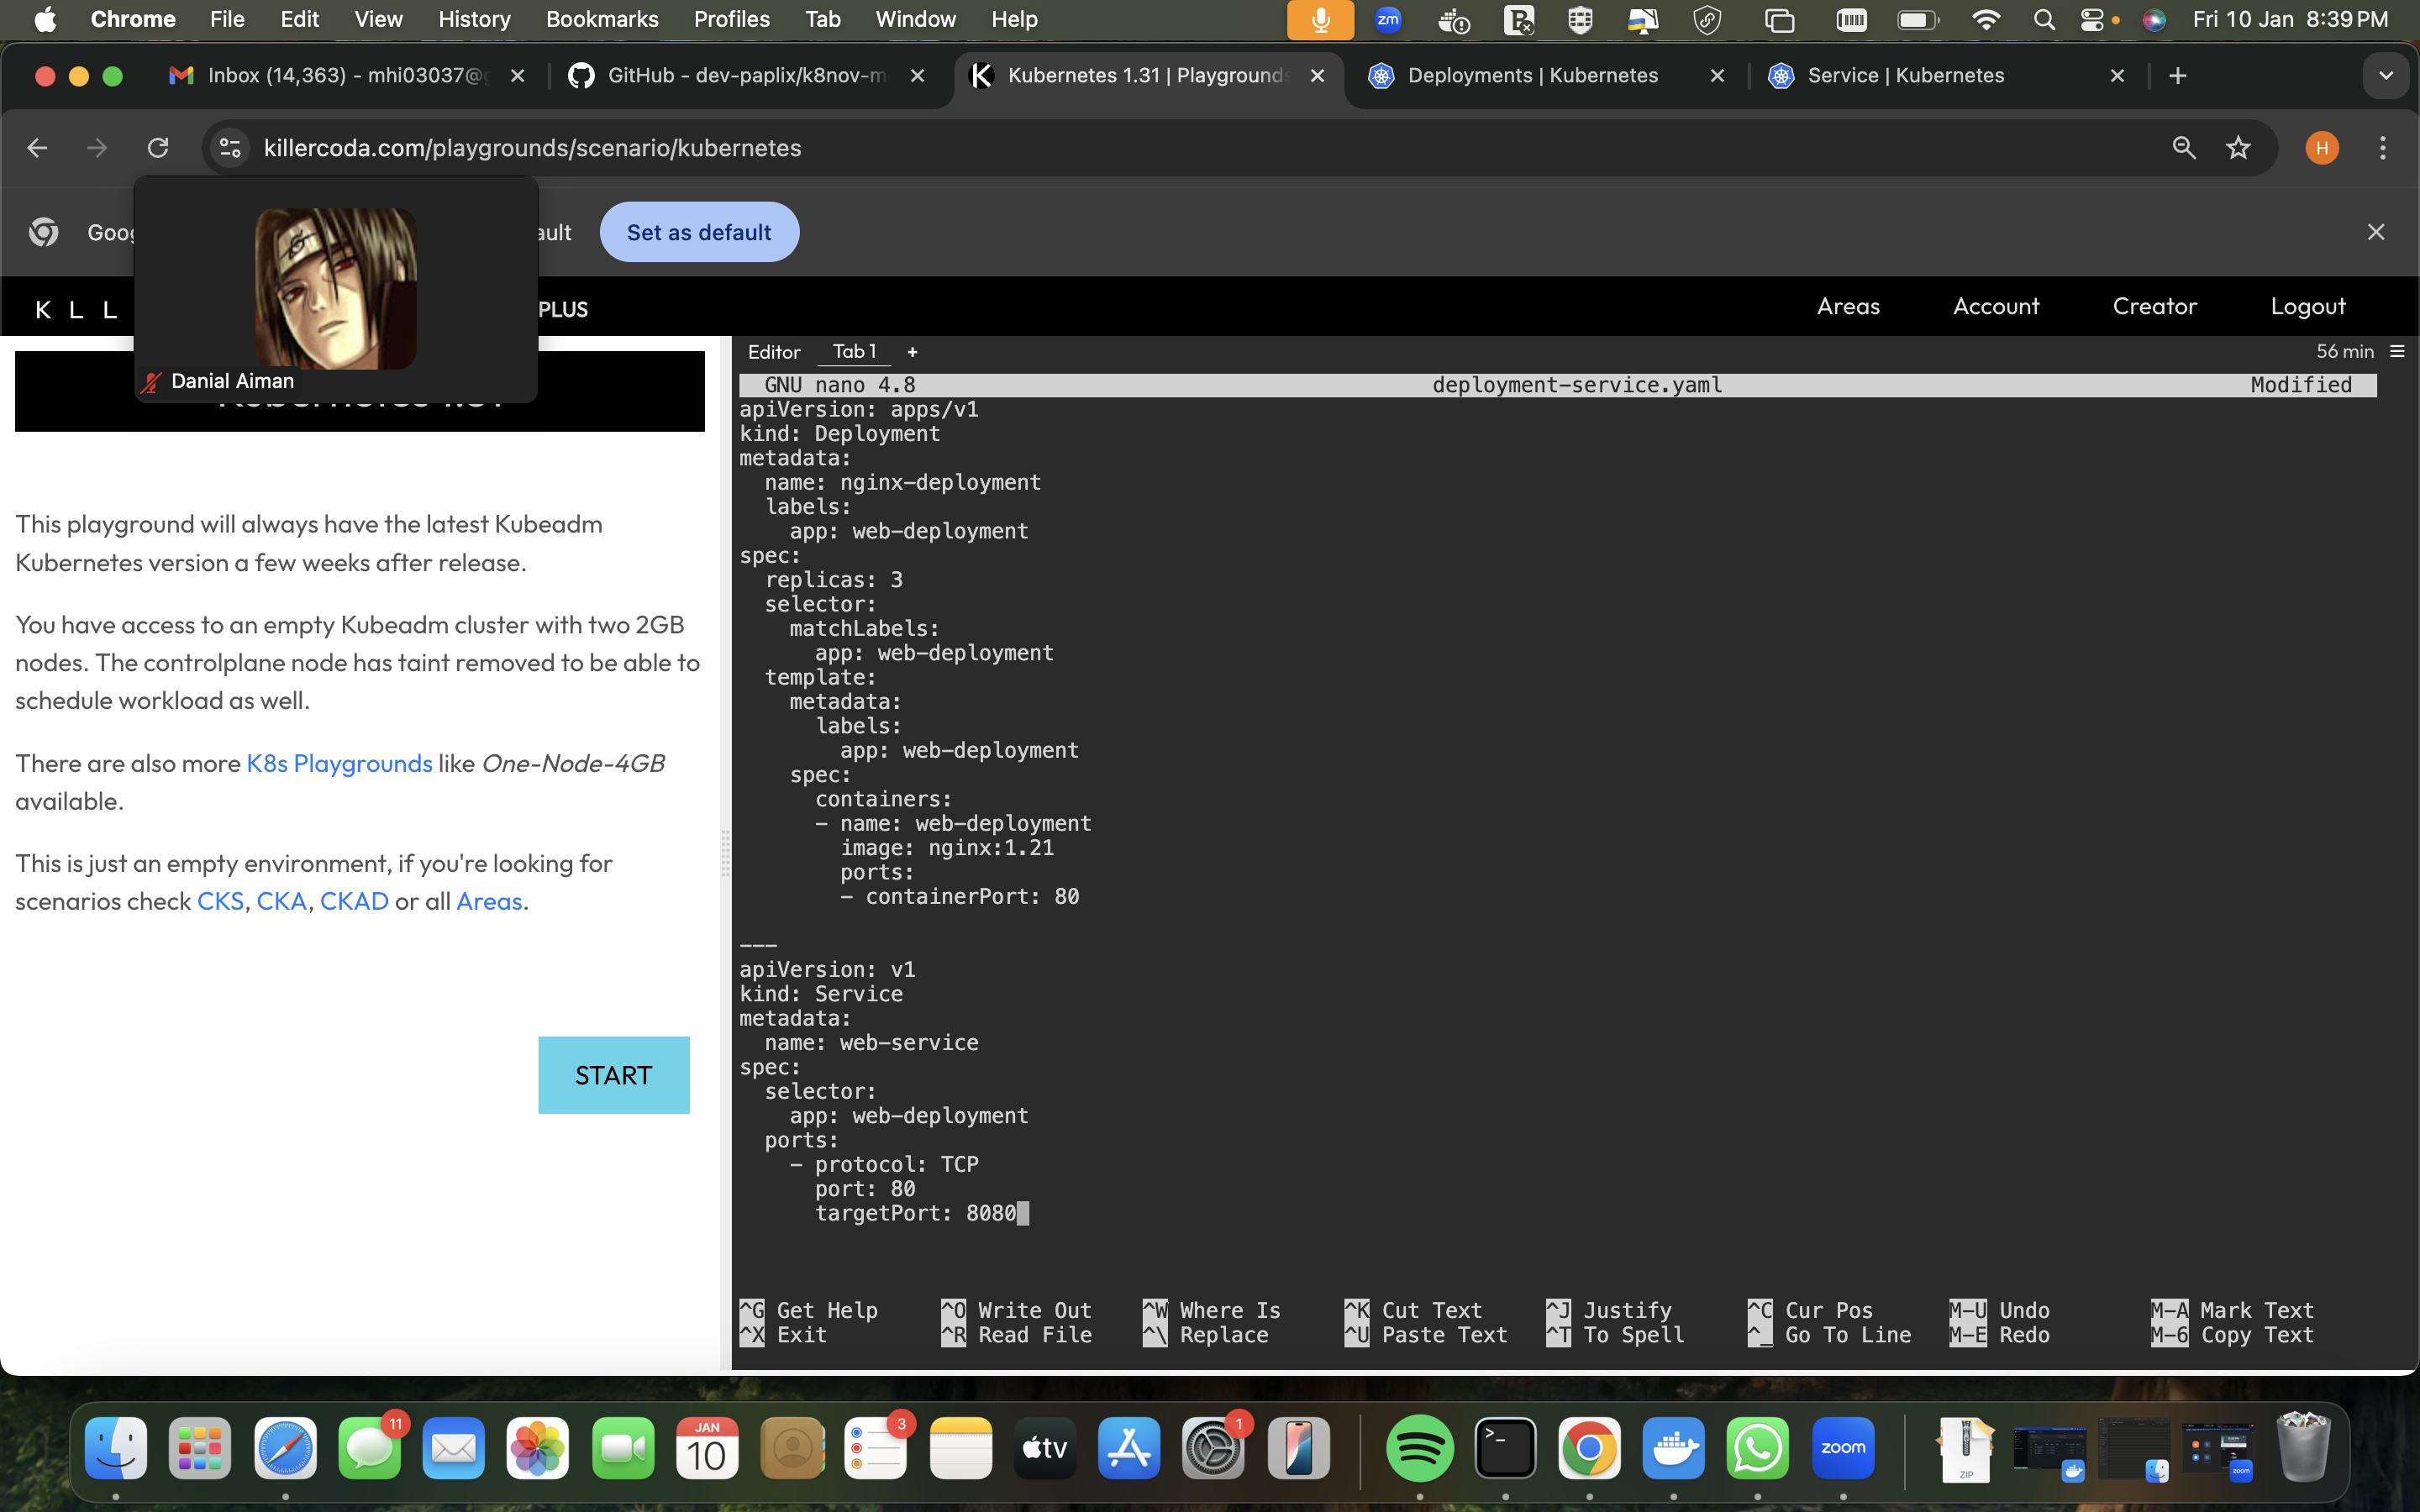 Chrome File Edit View History Bookmarks Profiles Tab Window Help
zm
Fri 10 Jan 8:39 PM
Inbox (14,363) - mhi03037@
GitHub - dev-paplix/k8nov-m
Kubernetes 1.31 | Playgrounds
Deployments | Kubernetes
Service | Kubernetes
killercoda.com/playgrounds/scenario/kubernetes
H
Goog
ault
Set as default
Danial Aiman
K L L
PLUS
Areas
Account
Creator
Logout
Kubernetes 1.31
This playground will always have the latest Kubeadm
Kubernetes version a few weeks after release.
You have access to an empty Kubeadm cluster with two 2GB
nodes. The controlplane node has taint removed to be able to
schedule workload as well.
There are also more K8s Playgrounds like One-Node-4GB
available.
This is just an empty environment, if you're looking for
scenarios check CKS, CKA, CKAD or all Areas.
START
Editor Tab 1 +
56 min
GNU nano 4.8 deployment-service.yaml Modified
apiVersion: apps/v1
kind: Deployment
metadata:
  name: nginx-deployment
  labels:
    app: web-deployment
spec:
  replicas: 3
  selector:
    matchLabels:
      app: web-deployment
  template:
    metadata:
      labels:
        app: web-deployment
    spec:
      containers:
      - name: web-deployment
        image: nginx:1.21
        ports:
        - containerPort: 80
---
apiVersion: v1
kind: Service
metadata:
  name: web-service
spec:
  selector:
    app: web-deployment
  ports:
    - protocol: TCP
      port: 80
      targetPort: 8080
^G Get Help ^O Write Out ^W Where Is ^K Cut Text ^J Justify ^C Cur Pos M-U Undo M-A Mark Text
^X Exit ^R Read File ^\ Replace ^U Paste Text ^T To Spell ^_ Go To Line M-E Redo M-6 Copy Text
11
JAN
10
3
tv
1
>_
zoom
ZIP
zoom